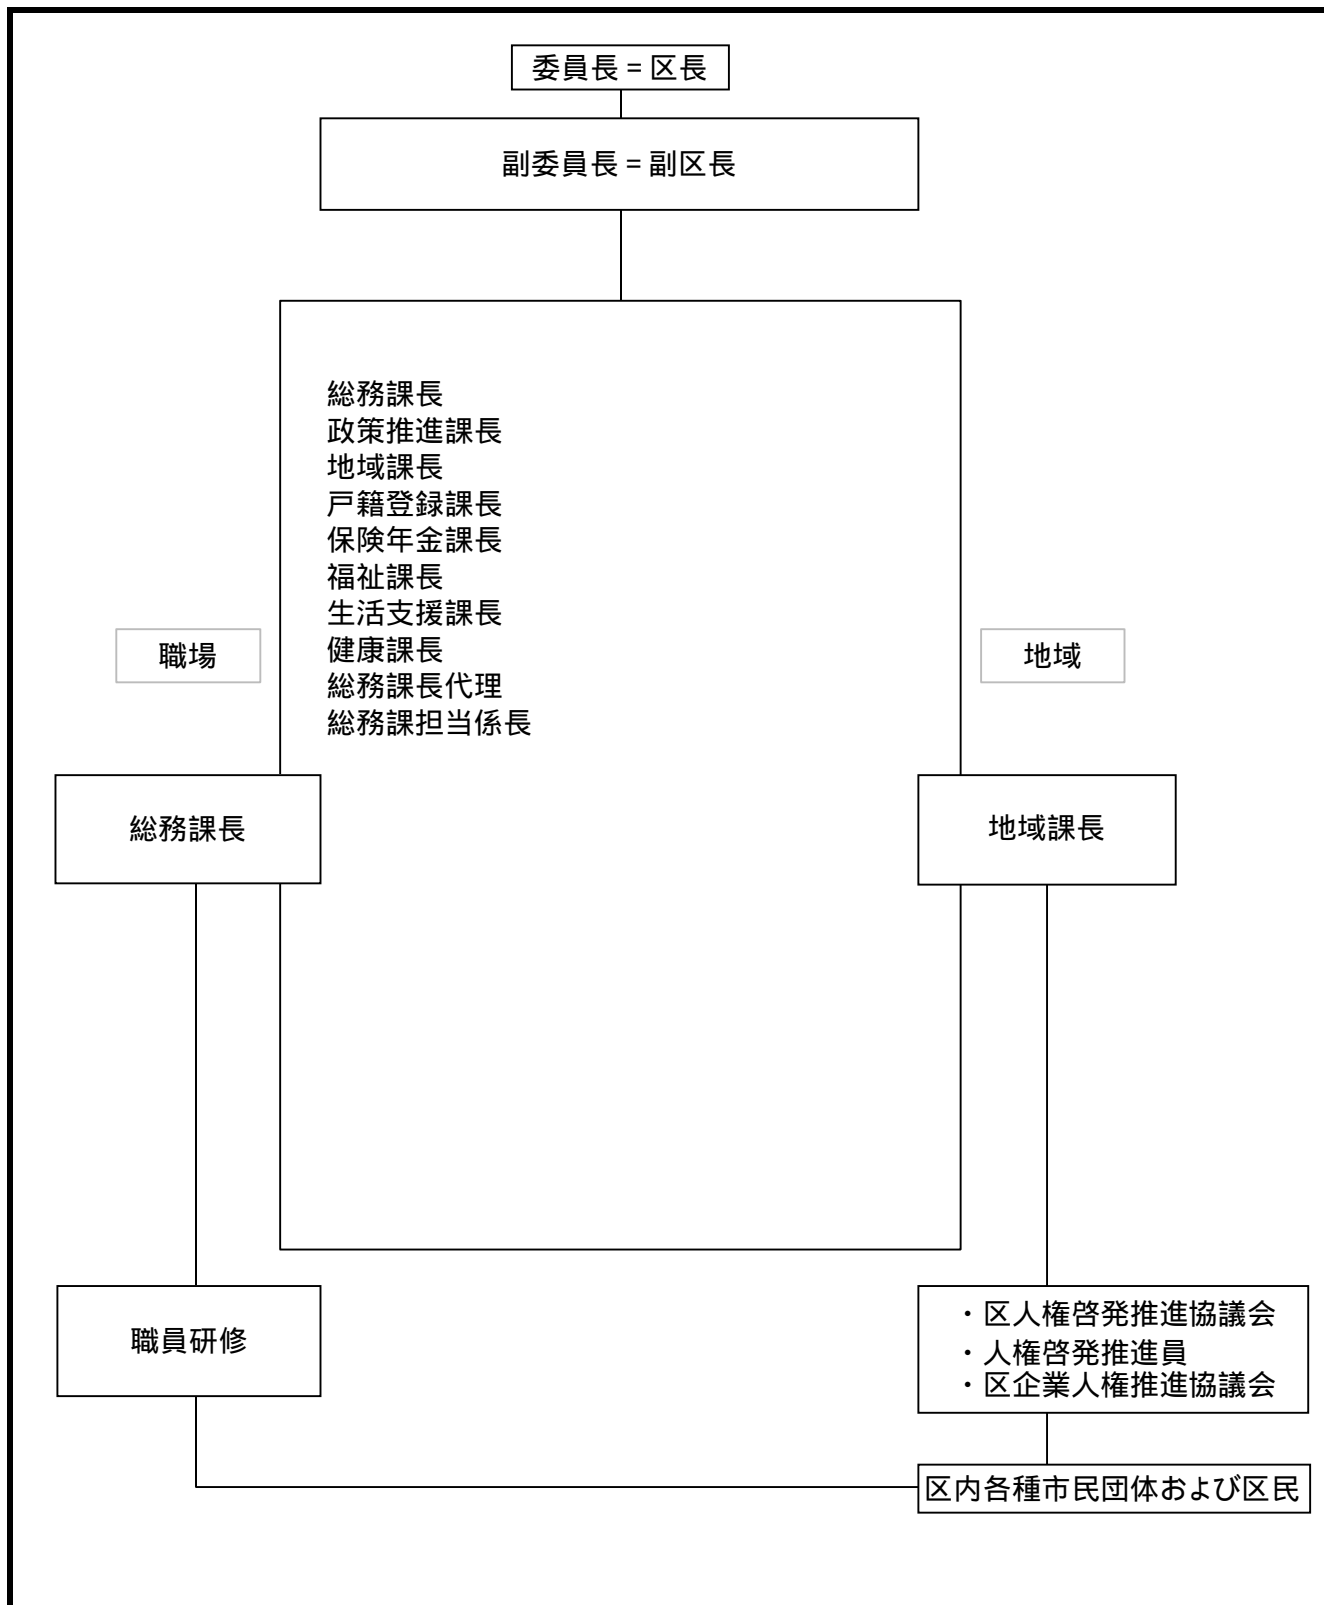 委員長 = 区長
副委員長 = 副区長
総務課長
政策推進課長
地域課長
戸籍登録課長
保険年金課長
福祉課長
生活支援課長
健康課長
総務課長代理
総務課担当係長
職場
地域
総務課長
地域課長
職員研修
・区人権啓発推進協議会
・人権啓発推進員
・区企業人権推進協議会
区内各種市民団体および区民